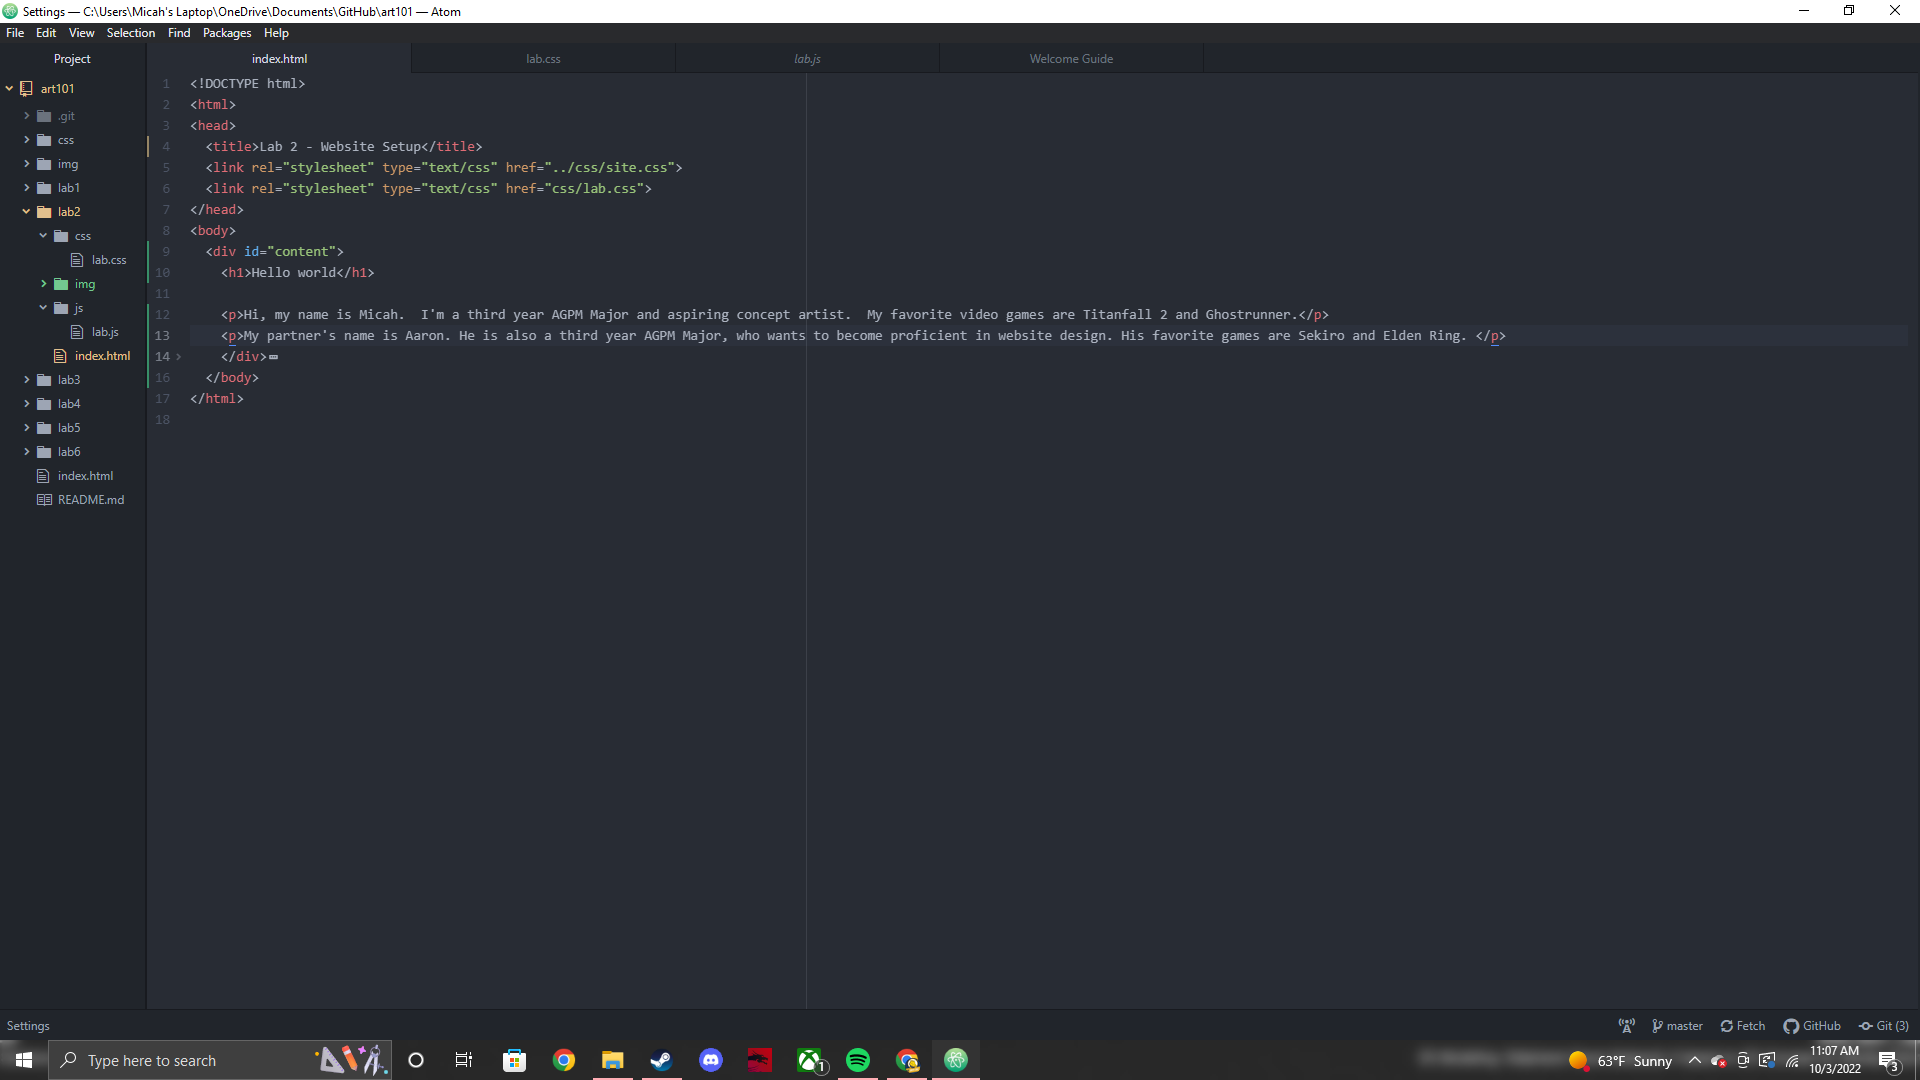 Settings — C:\Users\Micah's Laptop\OneDrive\Documents\GitHub\art101 — Atom
File Edit View Selection Find Packages Help
Project
art101
.git
css
img
lab1
lab2
css
lab.css
img
js
lab.js
index.html
lab3
lab4
lab5
lab6
index.html
README.md
index.html lab.css lab.js Welcome Guide
1 <!DOCTYPE html>
2 <html>
3 <head>
4 <title>Lab 2 - Website Setup</title>
5 <link rel="stylesheet" type="text/css" href="../css/site.css">
6 <link rel="stylesheet" type="text/css" href="css/lab.css">
7 </head>
8 <body>
9 <div id="content">
10 <h1>Hello world</h1>
11
12 <p>Hi, my name is Micah.  I'm a third year AGPM Major and aspiring concept artist.  My favorite video games are Titanfall 2 and Ghostrunner.</p>
13 <p>My partner's name is Aaron. He is also a third year AGPM Major, who wants to become proficient in website design. His favorite games are Sekiro and Elden Ring. </p>
14 </div>
16 </body>
17 </html>
18
Settings master Fetch GitHub Git (3)
Type here to search
1
63°F Sunny
11:07 AM
10/3/2022
3